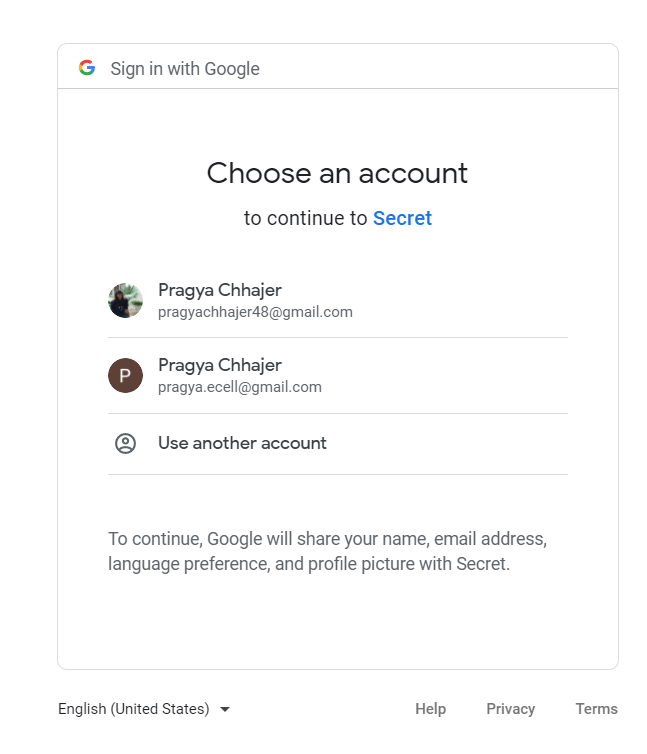 Sign in with Google
Choose an account
to continue to Secret
Pragya Chhajer
pragyachhajer48@gmail.com
P
Pragya Chhajer
pragya.ecell@gmail.com
Use another account
To continue, Google will share your name, email address,
language preference, and profile picture with Secret.
English (United States)
Help Privacy Terms